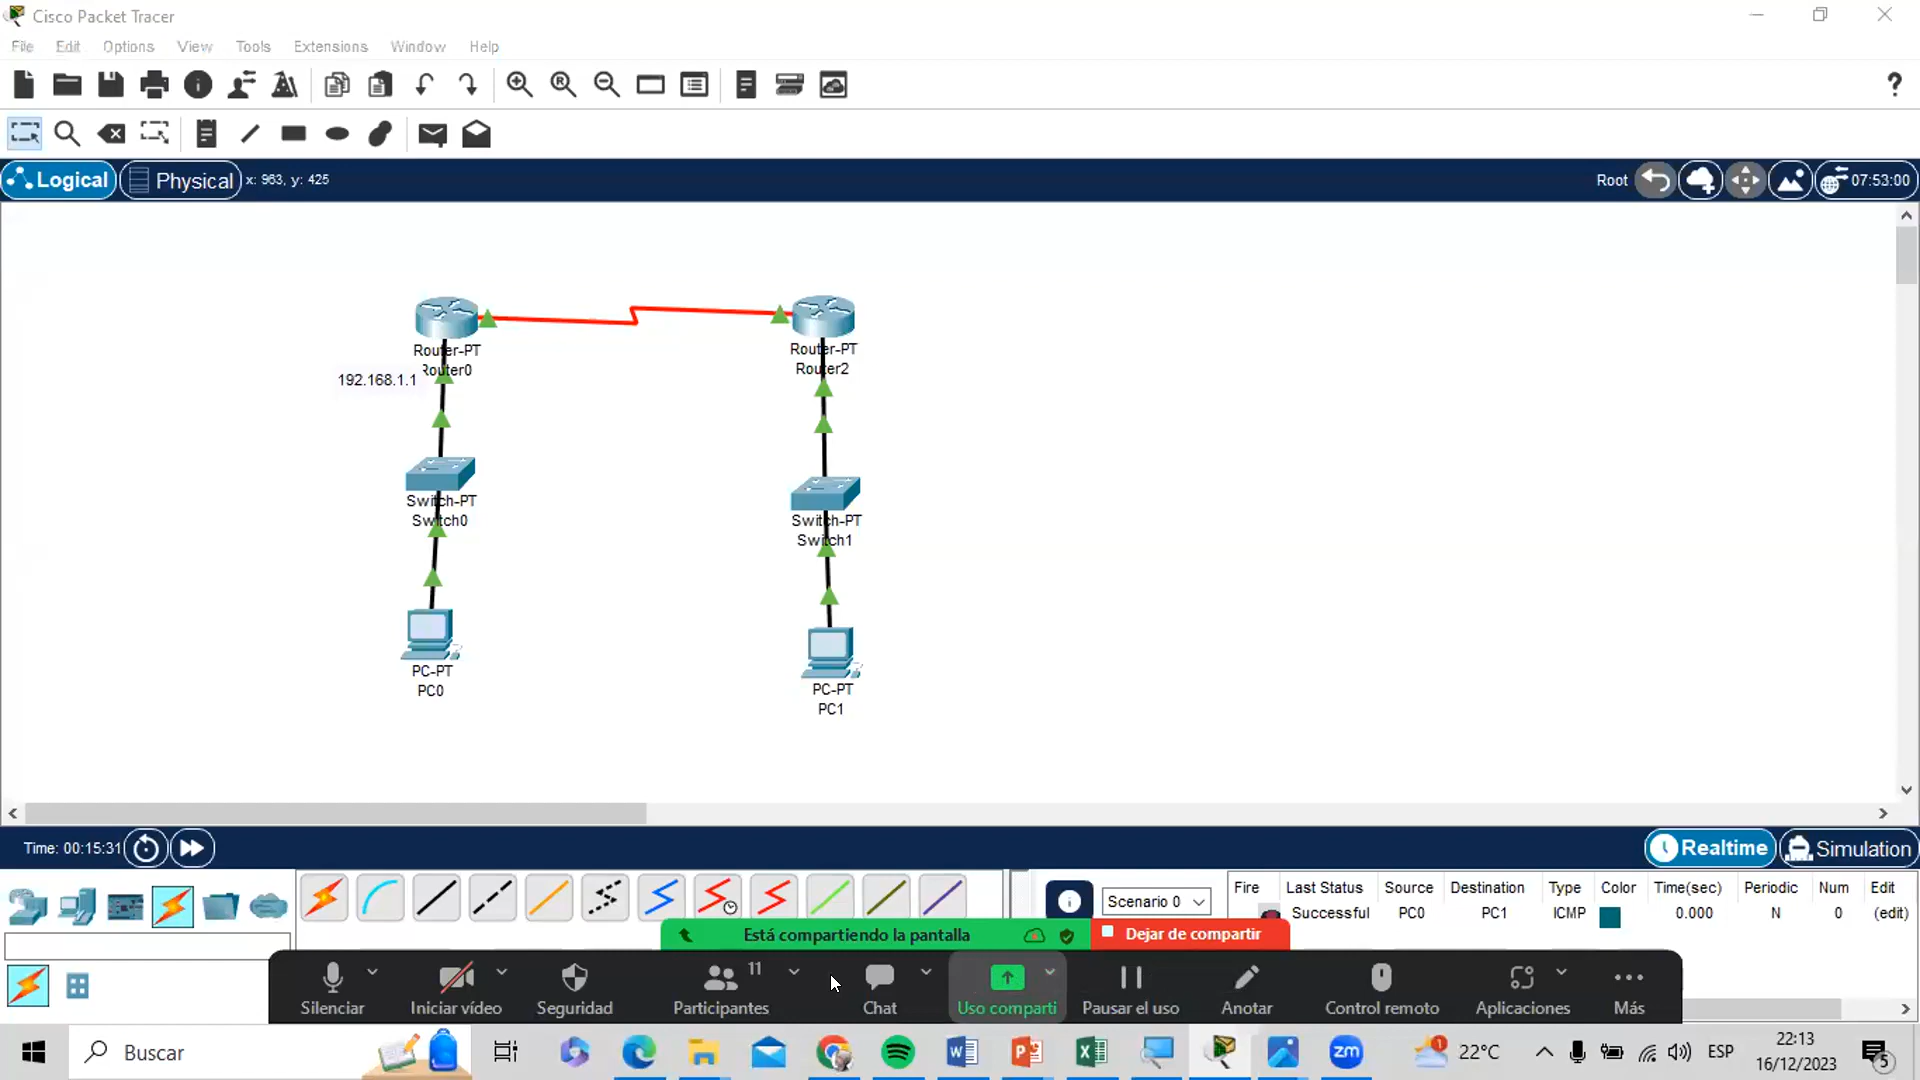 Cisco Packet Tracer
File Edit Options View Tools Extensions Window Help
Logical Physical x: 963, y: 425 Root 07:53:00
Router-PT
Router0
192.168.1.1
Router-PT
Router2
Switch-PT
Switch0
Switch-PT
Switch1
PC-PT
PC0
PC-PT
PC1
Time: 00:15:31 Realtime Simulation
Scenario 0
Fire Last Status Source Destination Type Color Time(sec) Periodic Num Edit
Successful PC0 PC1 ICMP 0.000 N 0 (edit)
Está compartiendo la pantalla Dejar de compartir
11
Silenciar Iniciar vídeo Seguridad Participantes Chat Uso comparti Pausar el uso Anotar Control remoto Aplicaciones Más
Buscar
zm
22°C
ESP
22:13
16/12/2023
5